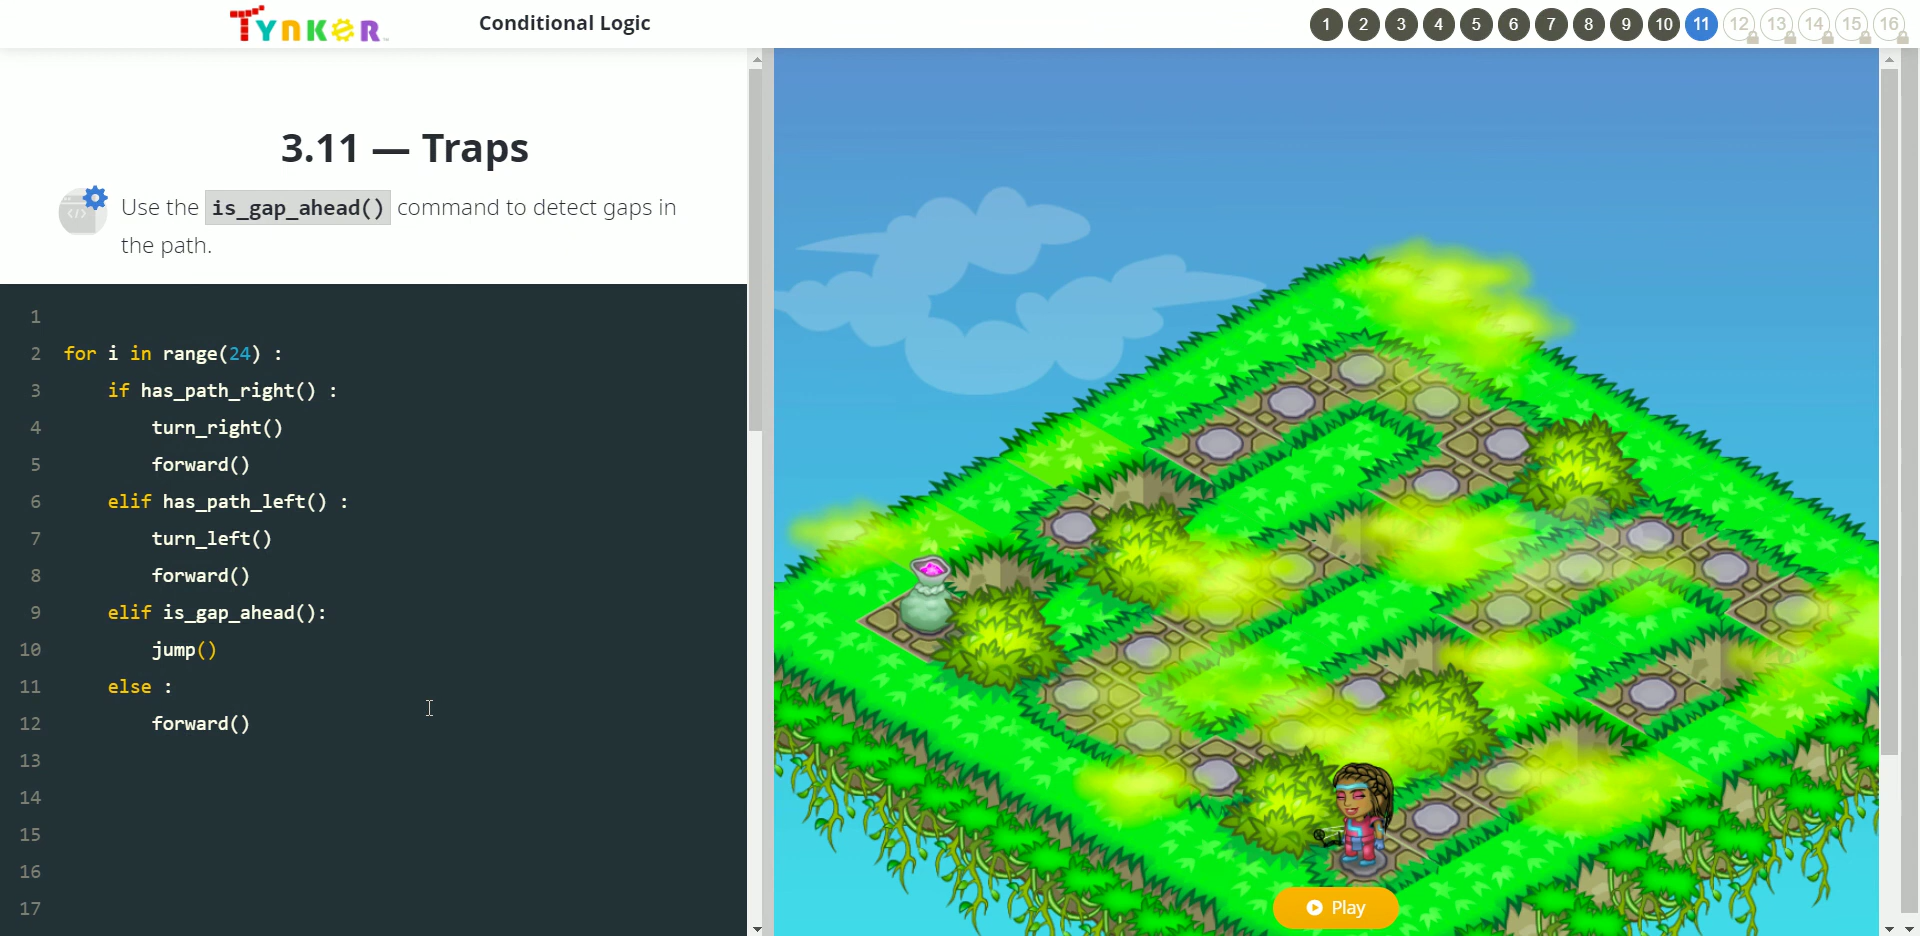 TYNKER
Conditional Logic
1 2 3 4 5 6 7 8 9 10 11 12 13 14 15 16
3.11 — Traps
Use the is_gap_ahead() command to detect gaps in
the path.
1
2 for i in range(24) :
3 if has_path_right() :
4 turn_right()
5 forward()
6 elif has_path_left() :
7 turn_left()
8 forward()
9 elif is_gap_ahead():
10 jump()
11 else :
12 forward()
13
14
15
16
17
Play